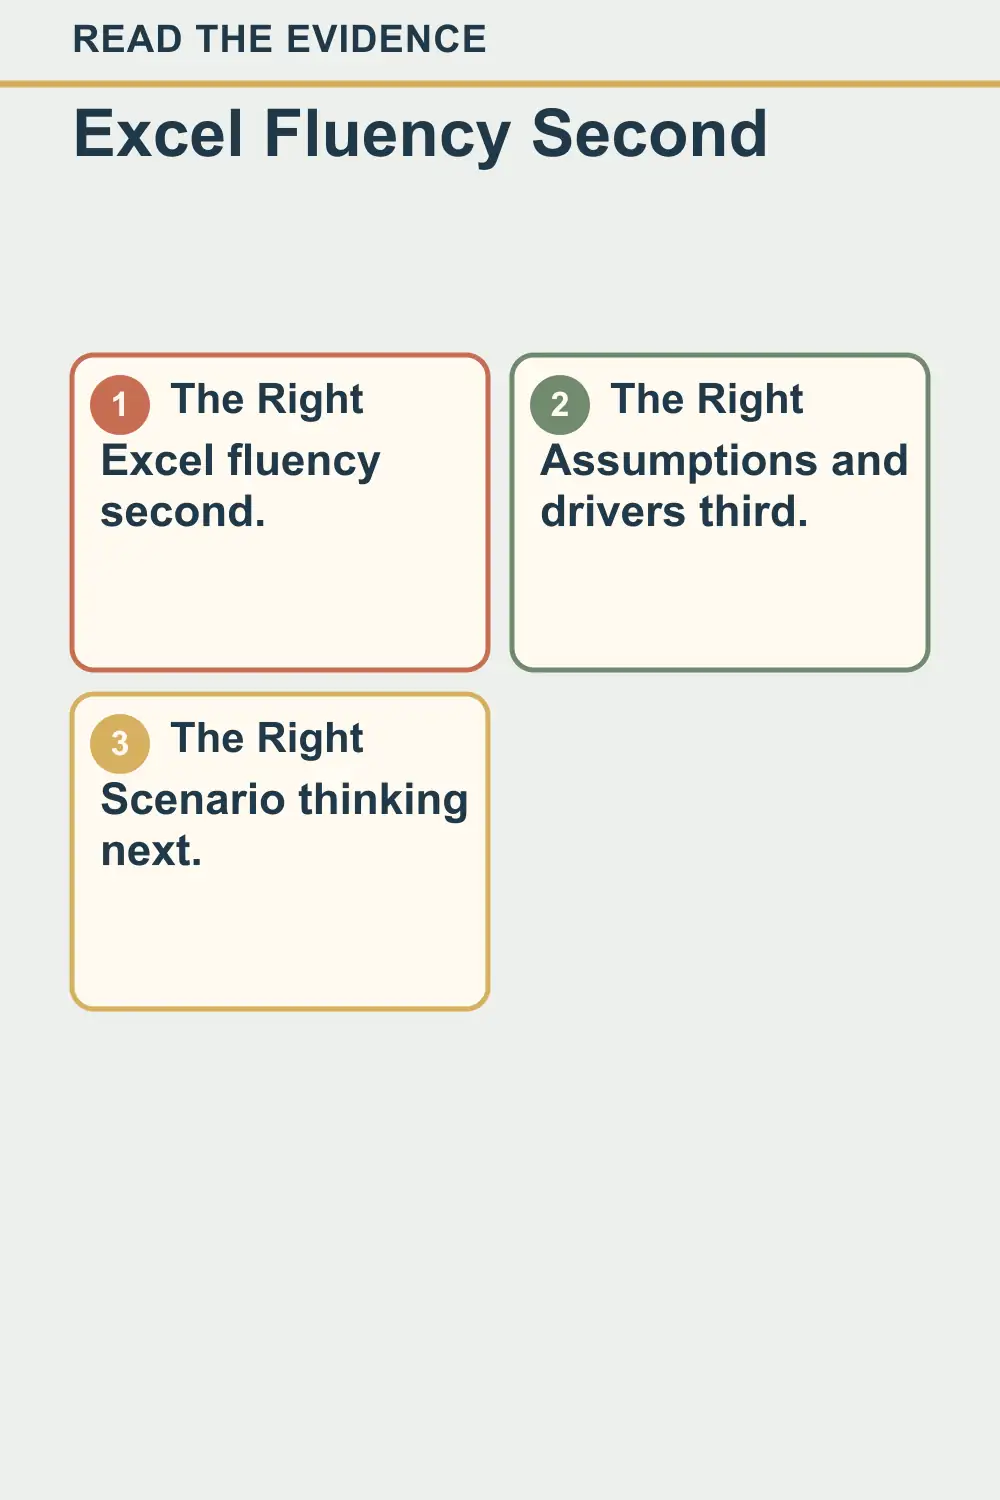 READ THE EVIDENCE
Excel Fluency Second
1 The Right
Excel fluency
second.
2 The Right
Assumptions and
drivers third.
3 The Right
Scenario thinking
next.